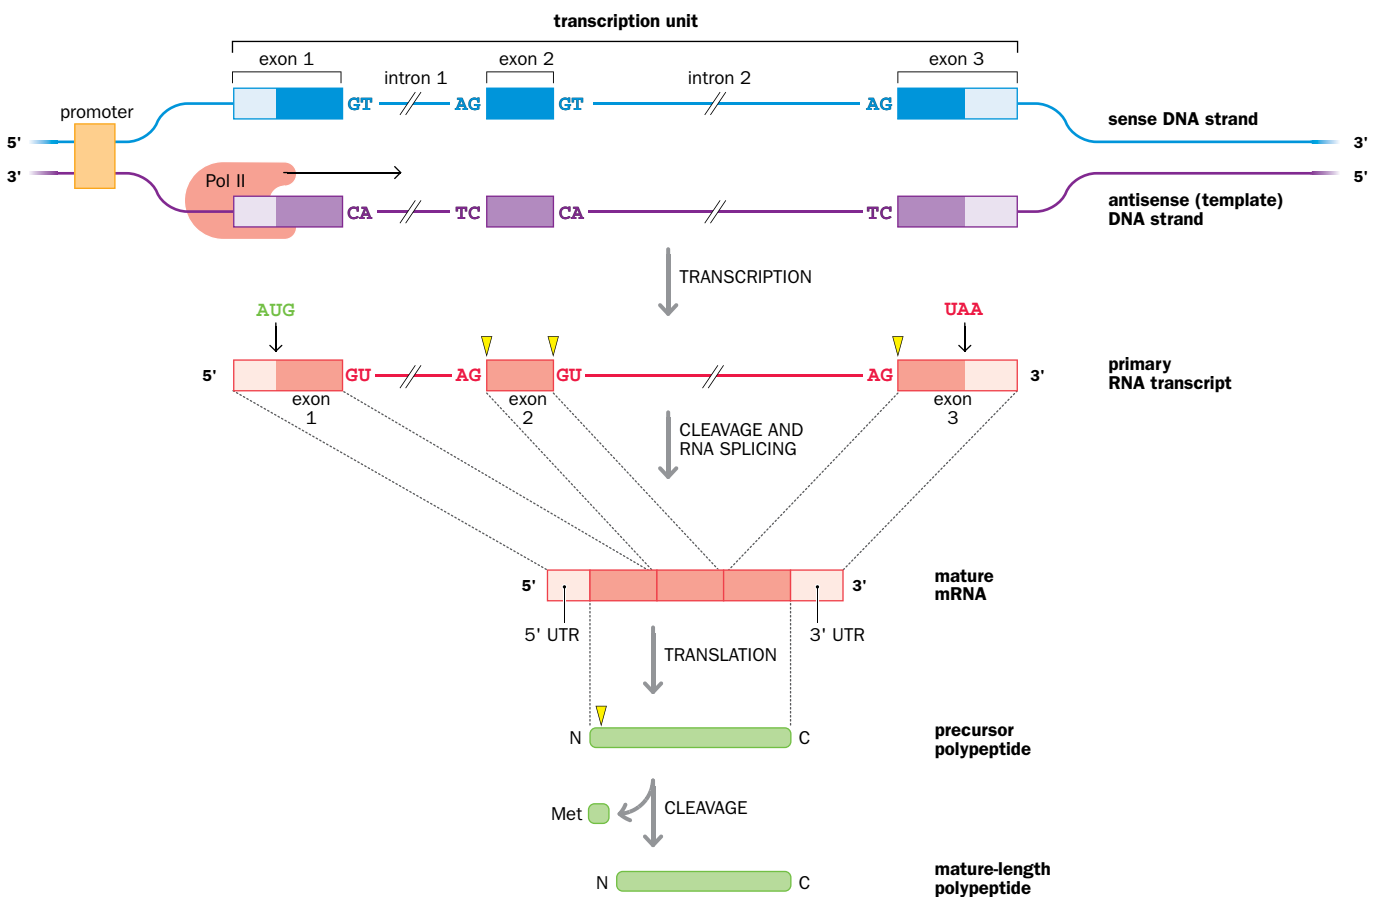 transcription unit
exon 1
exon 2
exon 3
intron 1
intron 2
promoter
GT
AG
GT
AG
sense DNA strand
5'
3'
3'
5'
Pol II
CA
TC
CA
TC
antisense (template)
DNA strand
TRANSCRIPTION
AUG
UAA
5'
GU
AG
GU
AG
3'
primary
RNA transcript
exon
1
exon
2
exon
3
CLEAVAGE AND
RNA SPLICING
5'
3'
mature
mRNA
5' UTR
3' UTR
TRANSLATION
N
C
precursor
polypeptide
Met
CLEAVAGE
N
C
mature-length
polypeptide